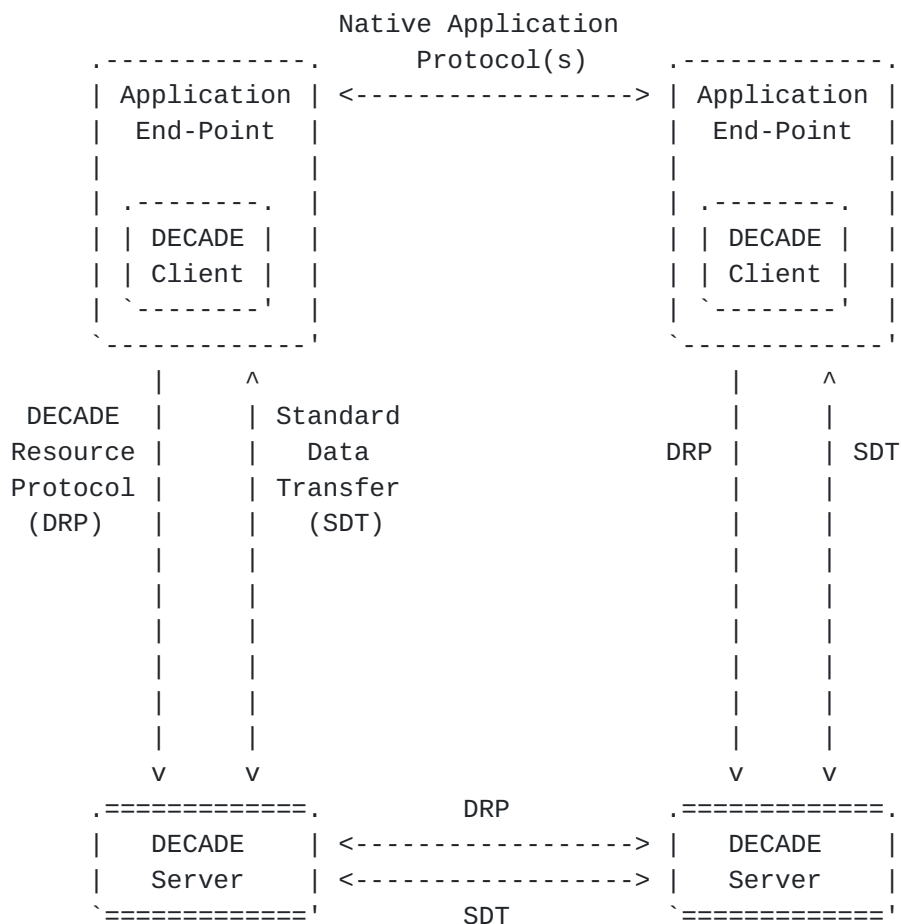 Native Application
Protocol(s)
Application <-------------------> Application
End-Point End-Point
DECADE DECADE
Client Client
DECADE Standard
Resource Data DRP SDT
Protocol Transfer
(DRP) (SDT)
DRP
DECADE <-------------------> DECADE
Server <-------------------> Server
SDT